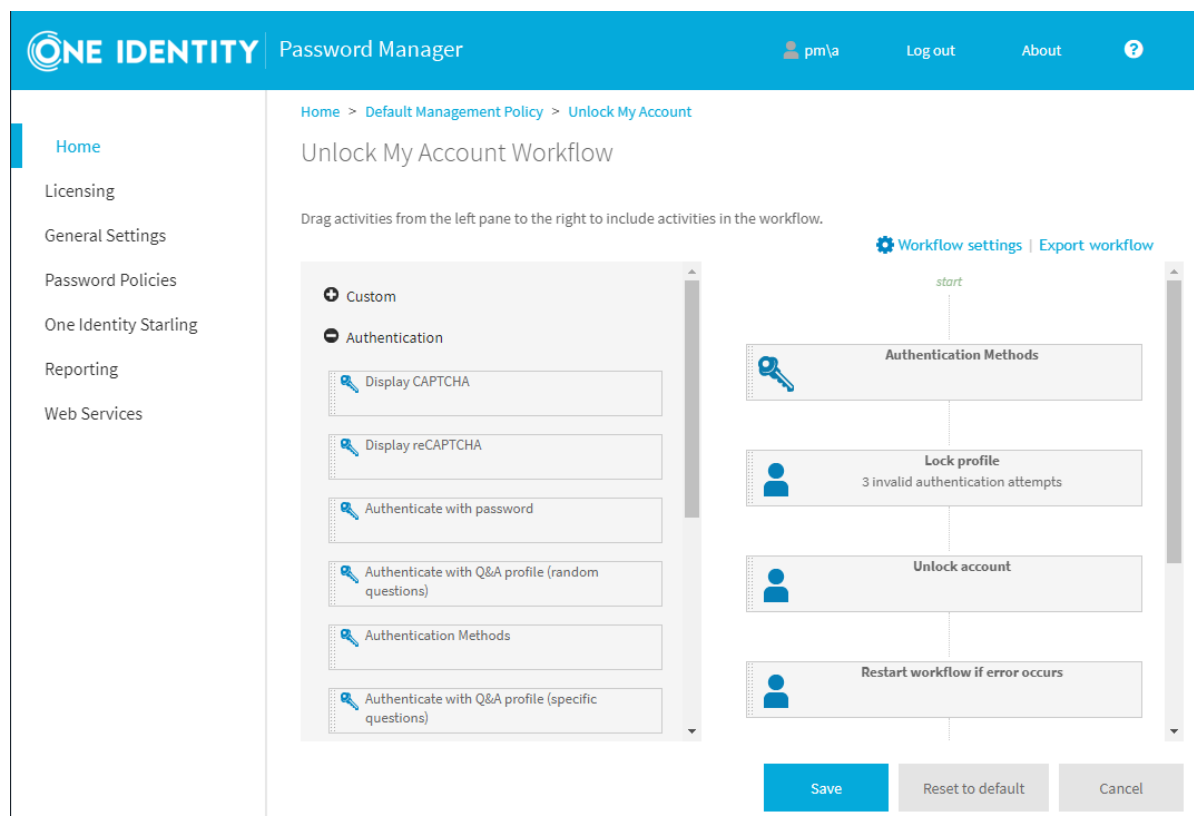 ONE IDENTITY Password Manager pm\a Log out About ?
Home > Default Management Policy > Unlock My Account
Home
Licensing
General Settings
Password Policies
One Identity Starling
Reporting
Web Services
Unlock My Account Workflow
Drag activities from the left pane to the right to include activities in the workflow.
Workflow settings | Export workflow
Custom
Authentication
Display CAPTCHA
Display reCAPTCHA
Authenticate with password
Authenticate with Q&A profile (random
questions)
Authentication Methods
Authenticate with Q&A profile (specific
questions)
start
Authentication Methods
Lock profile
3 invalid authentication attempts
Unlock account
Restart workflow if error occurs
Save Reset to default Cancel